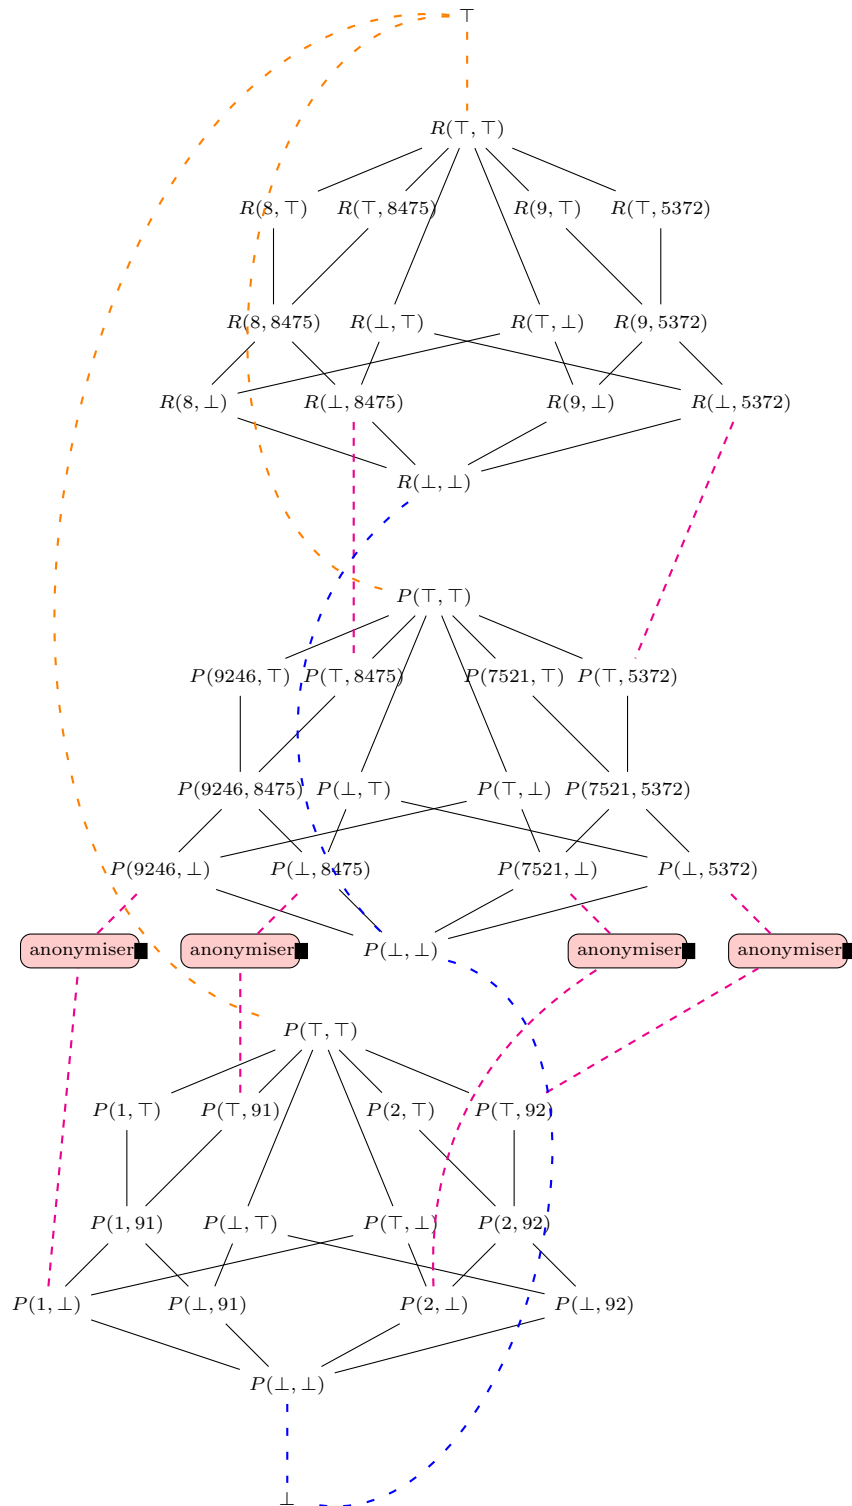 ⊤
R(⊤, ⊤)
R(8, ⊤) R(⊤, 8475) R(9, ⊤) R(⊤, 5372)
R(8, 8475) R(⊥, ⊤) R(⊤, ⊥) R(9, 5372)
R(8, ⊥) R(⊥, 8475) R(9, ⊥) R(⊥, 5372)
R(⊥, ⊥)
P(⊤, ⊤)
P(9246, ⊤) P(⊤, 8475) P(7521, ⊤) P(⊤, 5372)
P(9246, 8475) P(⊥, ⊤) P(⊤, ⊥) P(7521, 5372)
P(9246, ⊥) P(⊥, 8475) P(7521, ⊥) P(⊥, 5372)
anonymiser anonymiser P(⊥, ⊥) anonymiser anonymiser
P(⊤, ⊤)
P(1, ⊤) P(⊤, 91) P(2, ⊤) P(⊤, 92)
P(1, 91) P(⊥, ⊤) P(⊤, ⊥) P(2, 92)
P(1, ⊥) P(⊥, 91) P(2, ⊥) P(⊥, 92)
P(⊥, ⊥)
⊥